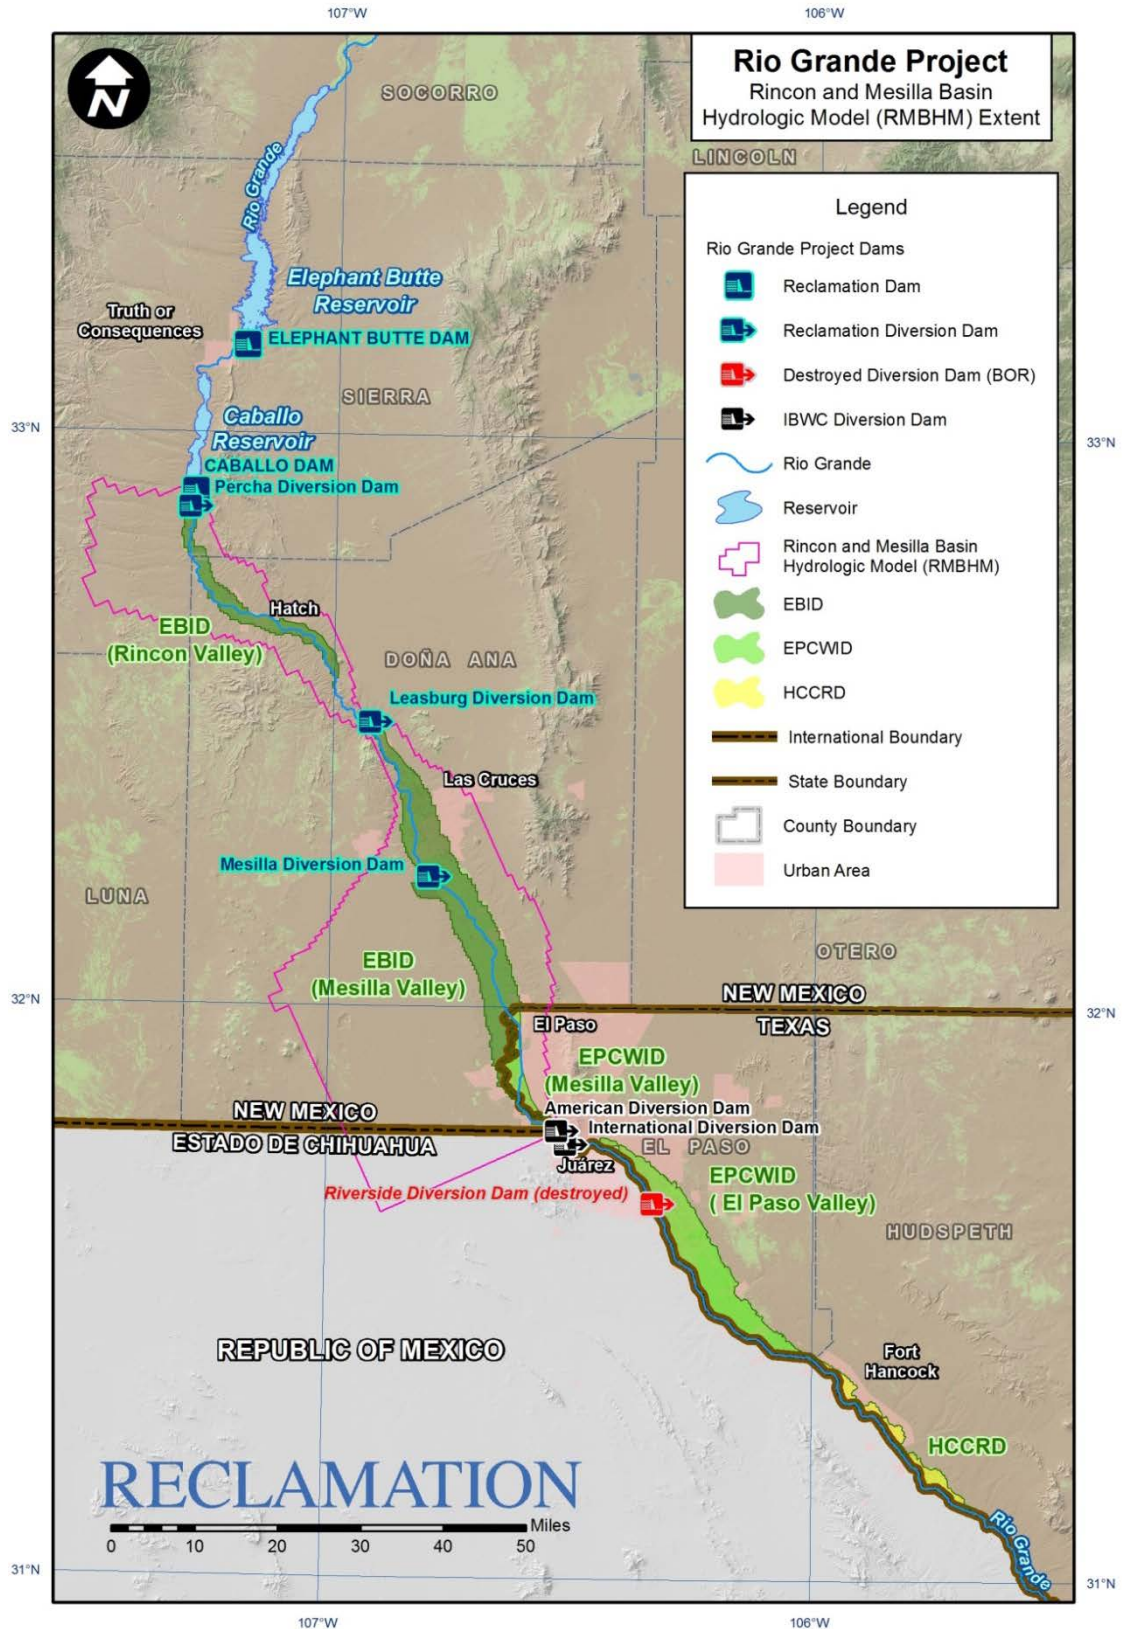 107°W
106°W
Rio Grande Project
Rincon and Mesilla Basin
Hydrologic Model (RMBHM) Extent
N
SOCORRO
LINCOLN
Rio Grande
Legend
Rio Grande Project Dams
Reclamation Dam
Reclamation Diversion Dam
Destroyed Diversion Dam (BOR)
IBWC Diversion Dam
Rio Grande
Reservoir
Rincon and Mesilla Basin
Hydrologic Model (RMBHM)
EBID
EPCWID
HCCRD
International Boundary
State Boundary
County Boundary
Urban Area
Elephant Butte
Reservoir
Truth or
Consequences
ELEPHANT BUTTE DAM
SIERRA
Caballo
Reservoir
33°N
33°N
CABALLO DAM
Percha Diversion Dam
Hatch
EBID
(Rincon Valley)
DOÑA ANA
Leasburg Diversion Dam
Las Cruces
Mesilla Diversion Dam
LUNA
OTERO
EBID
(Mesilla Valley)
32°N
32°N
NEW MEXICO
TEXAS
El Paso
EPCWID
(Mesilla Valley)
NEW MEXICO
ESTADO DE CHIHUAHUA
American Diversion Dam
International Diversion Dam
EL PASO
Juárez
EPCWID
( El Paso Valley)
Riverside Diversion Dam (destroyed)
HUDSPETH
REPUBLIC OF MEXICO
Fort
Hancock
HCCRD
RECLAMATION
Miles
0 10 20 30 40 50
Rio Grande
31°N
31°N
107°W
106°W